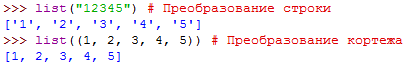 >>> list("12345") # Преобразование строки
['1', '2', '3', '4', '5']
>>> list((1, 2, 3, 4, 5)) # Преобразование кортежа
[1, 2, 3, 4, 5]